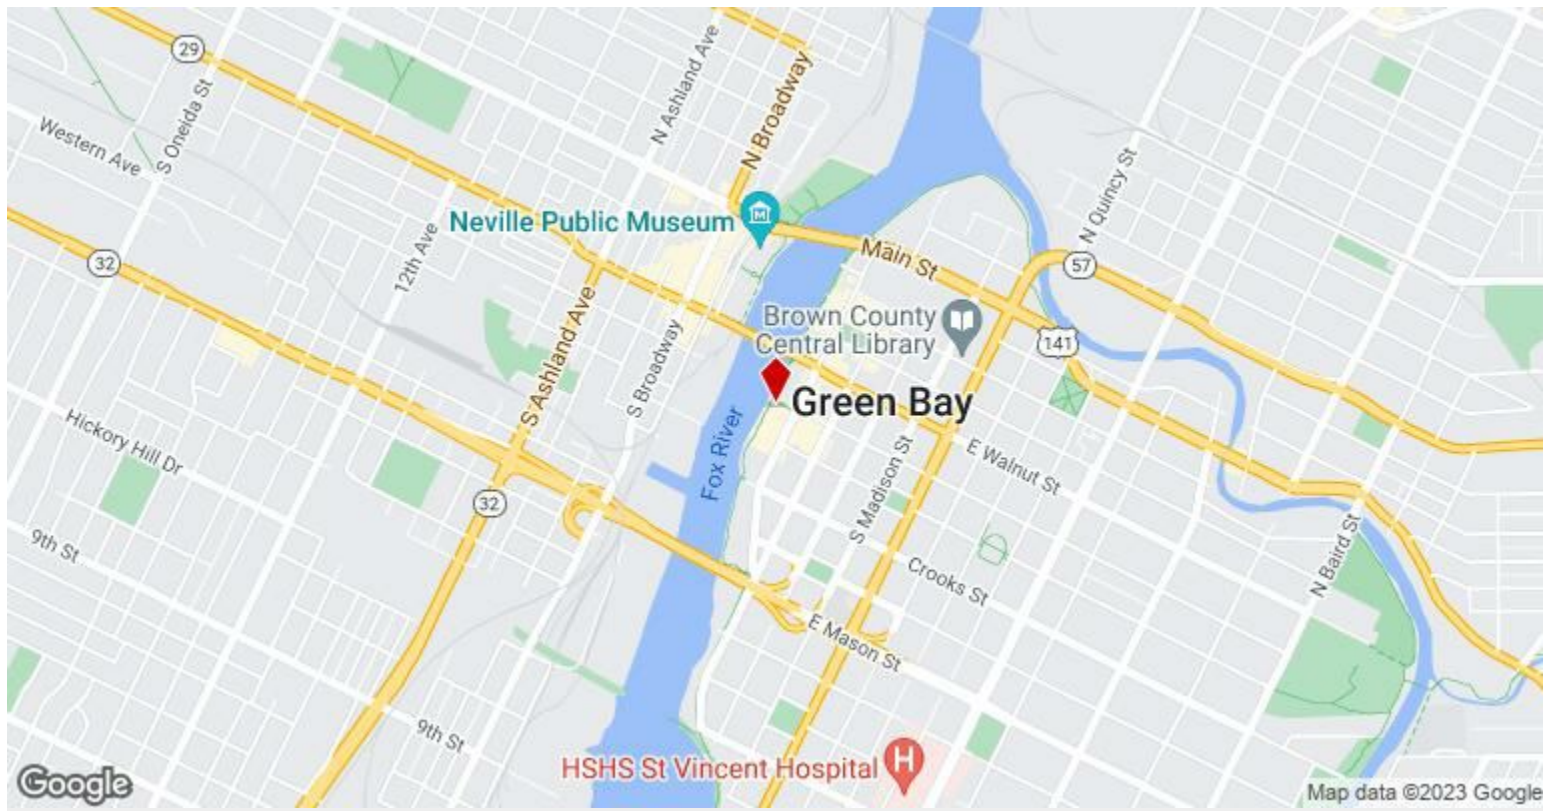 29
N Ashland Ave
N Broadway
S Oneida St
Western Ave
N Quincy St
Neville Public Museum
12th Ave
32
Main St
57
Brown County
Central Library
141
S Ashland Ave
S Broadway
Green Bay
Fox River
Hickory Hill Dr
E Walnut St
S Madison St
32
9th St
Crooks St
N Baird St
E Mason St
9th St
HSHS St Vincent Hospital
H
Google
Map data ©2023 Google